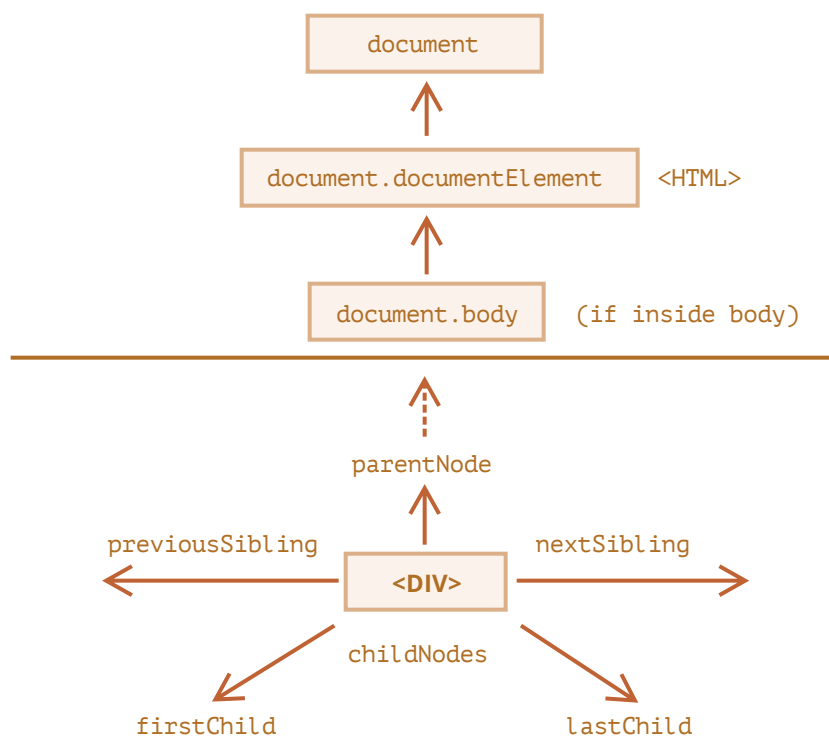 document
document.documentElement <HTML>
document.body (if inside body)
parentNode
previousSibling nextSibling
<DIV>
childNodes
firstChild lastChild